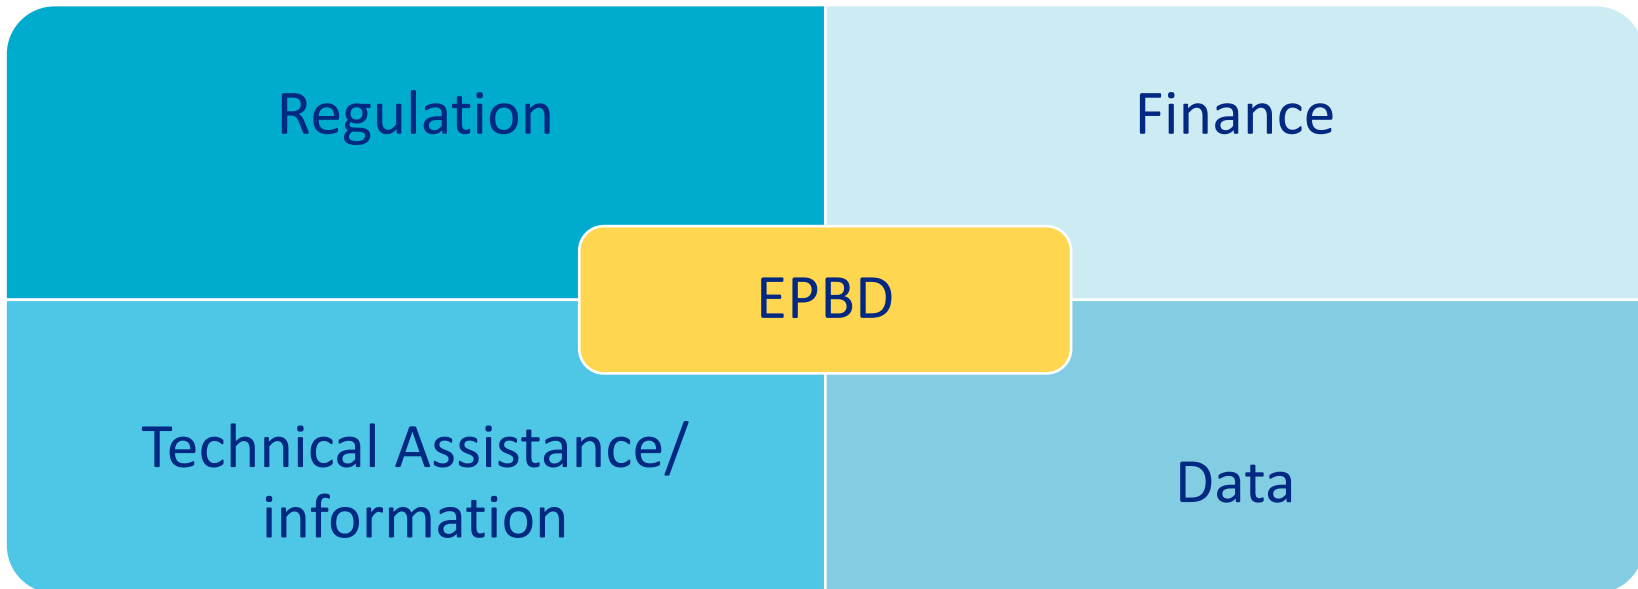 Regulation
Finance
EPBD
Technical Assistance/
information
Data